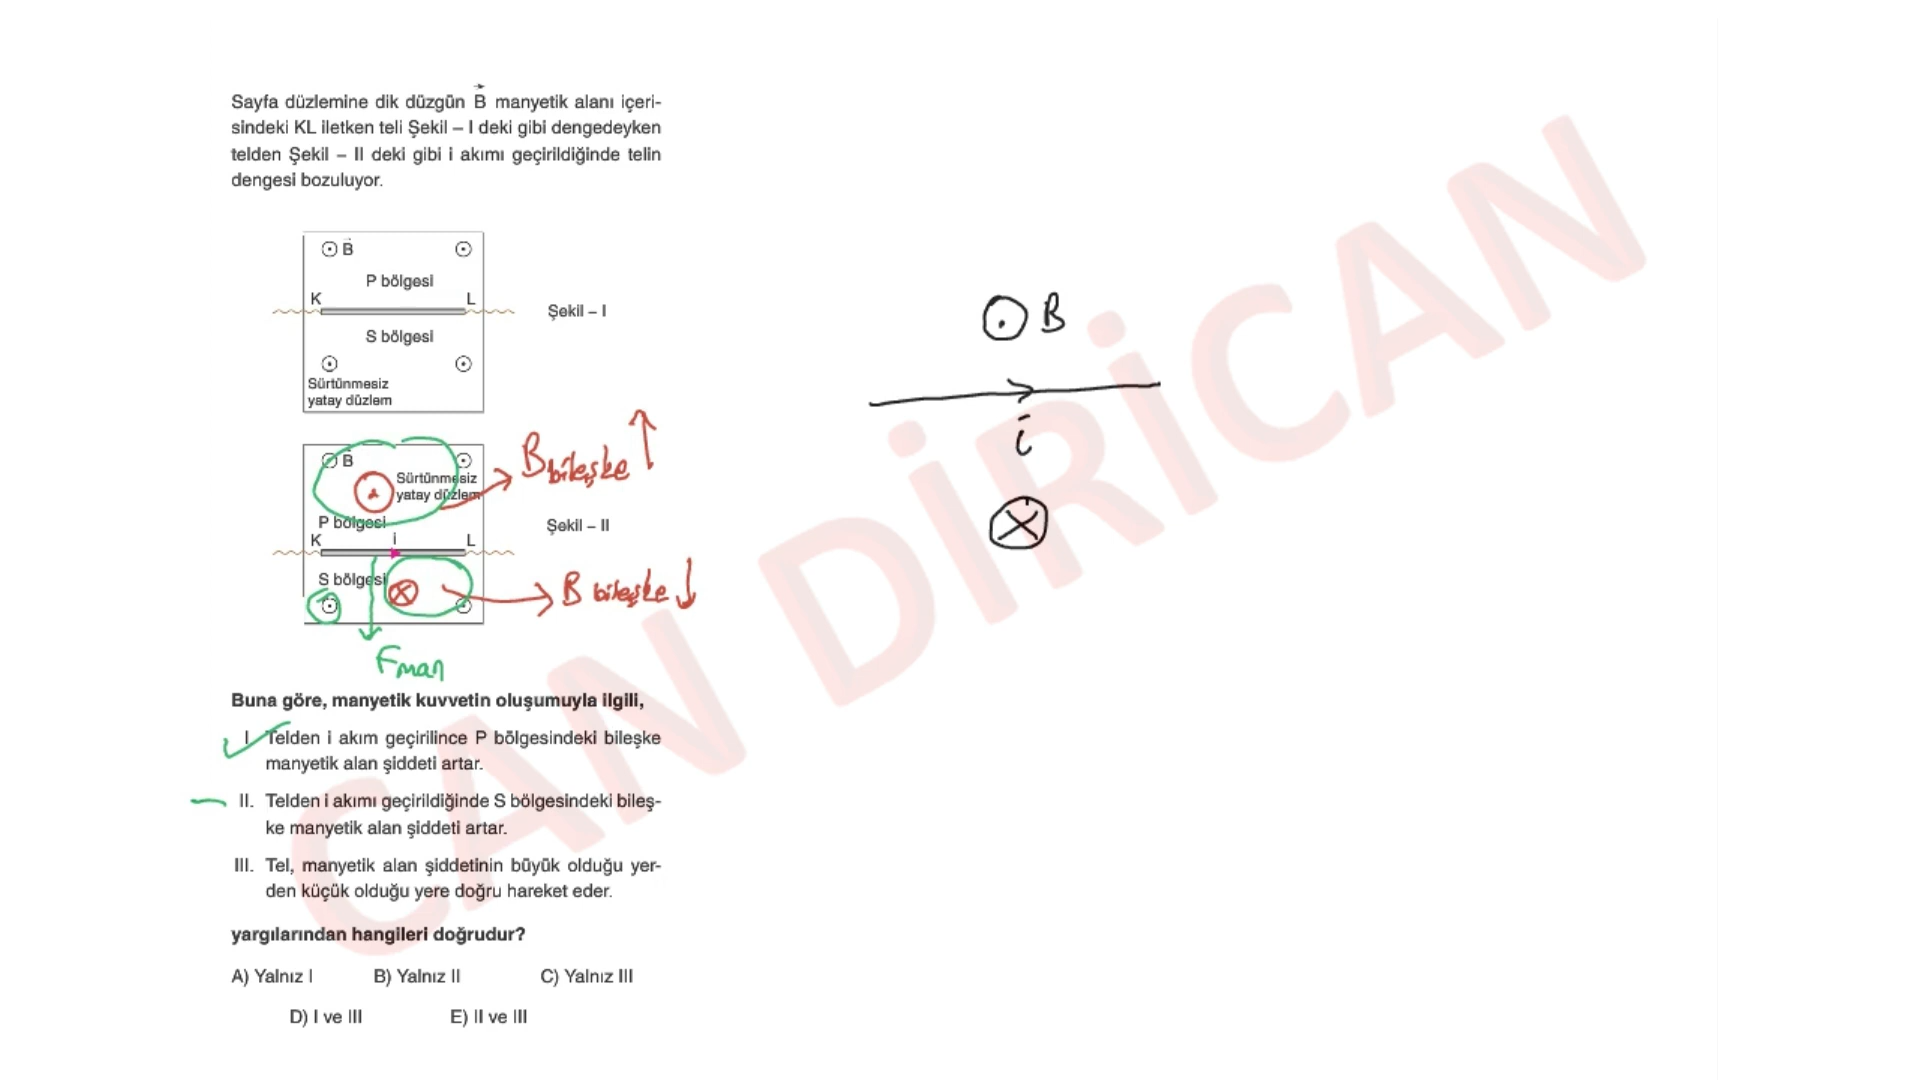 Sayfa düzlemine dik düzgün B manyetik alanı içeri-
sindeki KL iletken teli Şekil – I deki gibi dengedeyken
telden Şekil – II deki gibi i akımı geçirildiğinde telin
dengesi bozuluyor.
B
P bölgesi
K L
Şekil – I
S bölgesi
Sürtünmesiz
yatay düzlem
B
Sürtünmesiz
yatay düzlem
Bbileşke
P bölgesi
Şekil – II
K i L
S bölgesi
B bileşke
Fman
B
i
Buna göre, manyetik kuvvetin oluşumuyla ilgili,
I Telden i akım geçirilince P bölgesindeki bileşke
manyetik alan şiddeti artar.
II. Telden i akımı geçirildiğinde S bölgesindeki bileş-
ke manyetik alan şiddeti artar.
III. Tel, manyetik alan şiddetinin büyük olduğu yer-
den küçük olduğu yere doğru hareket eder.
yargılarından hangileri doğrudur?
A) Yalnız I B) Yalnız II C) Yalnız III
D) I ve III E) II ve III
CAN DİRİCAN